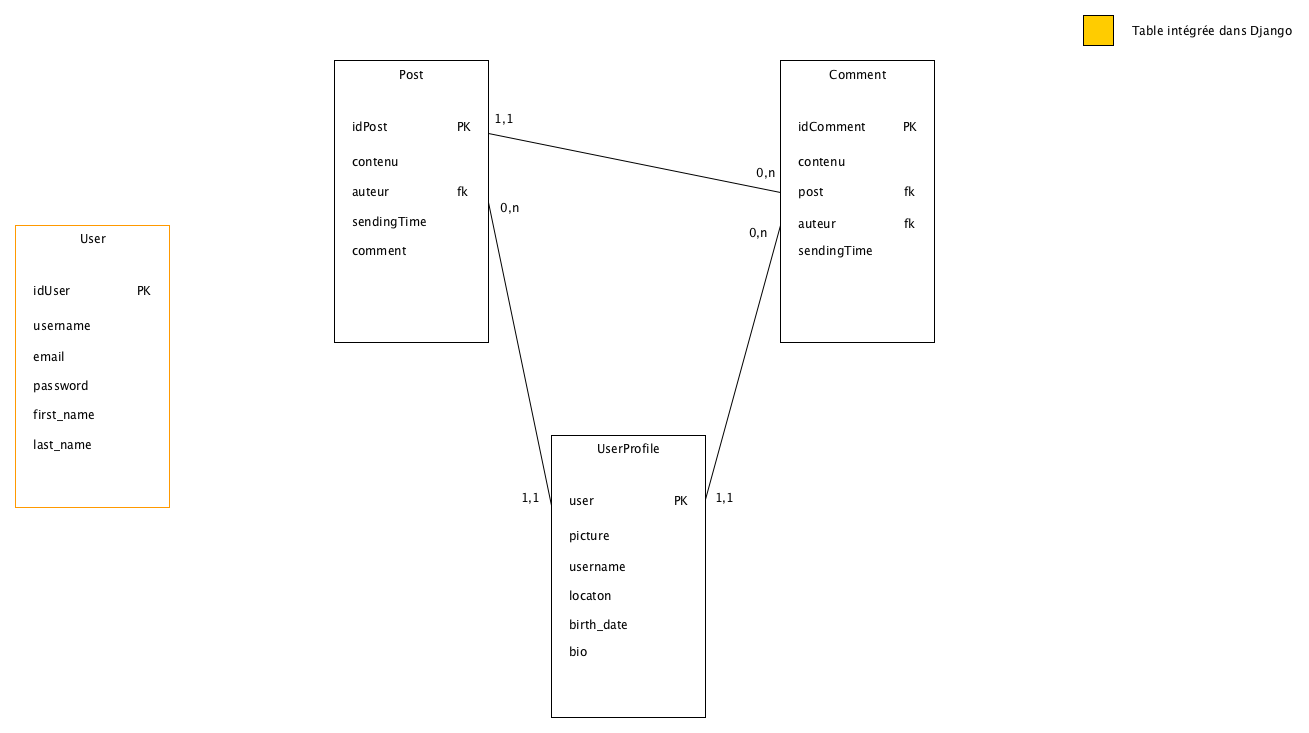 Table intégrée dans Django
Post
idPost PK
contenu
auteur fk
sendingTime
comment
1,1
0,n
Comment
idComment PK
contenu
post fk
auteur fk
sendingTime
0,n
0,n
User
idUser PK
username
email
password
first_name
last_name
UserProfile
user PK
picture
username
locaton
birth_date
bio
1,1
1,1